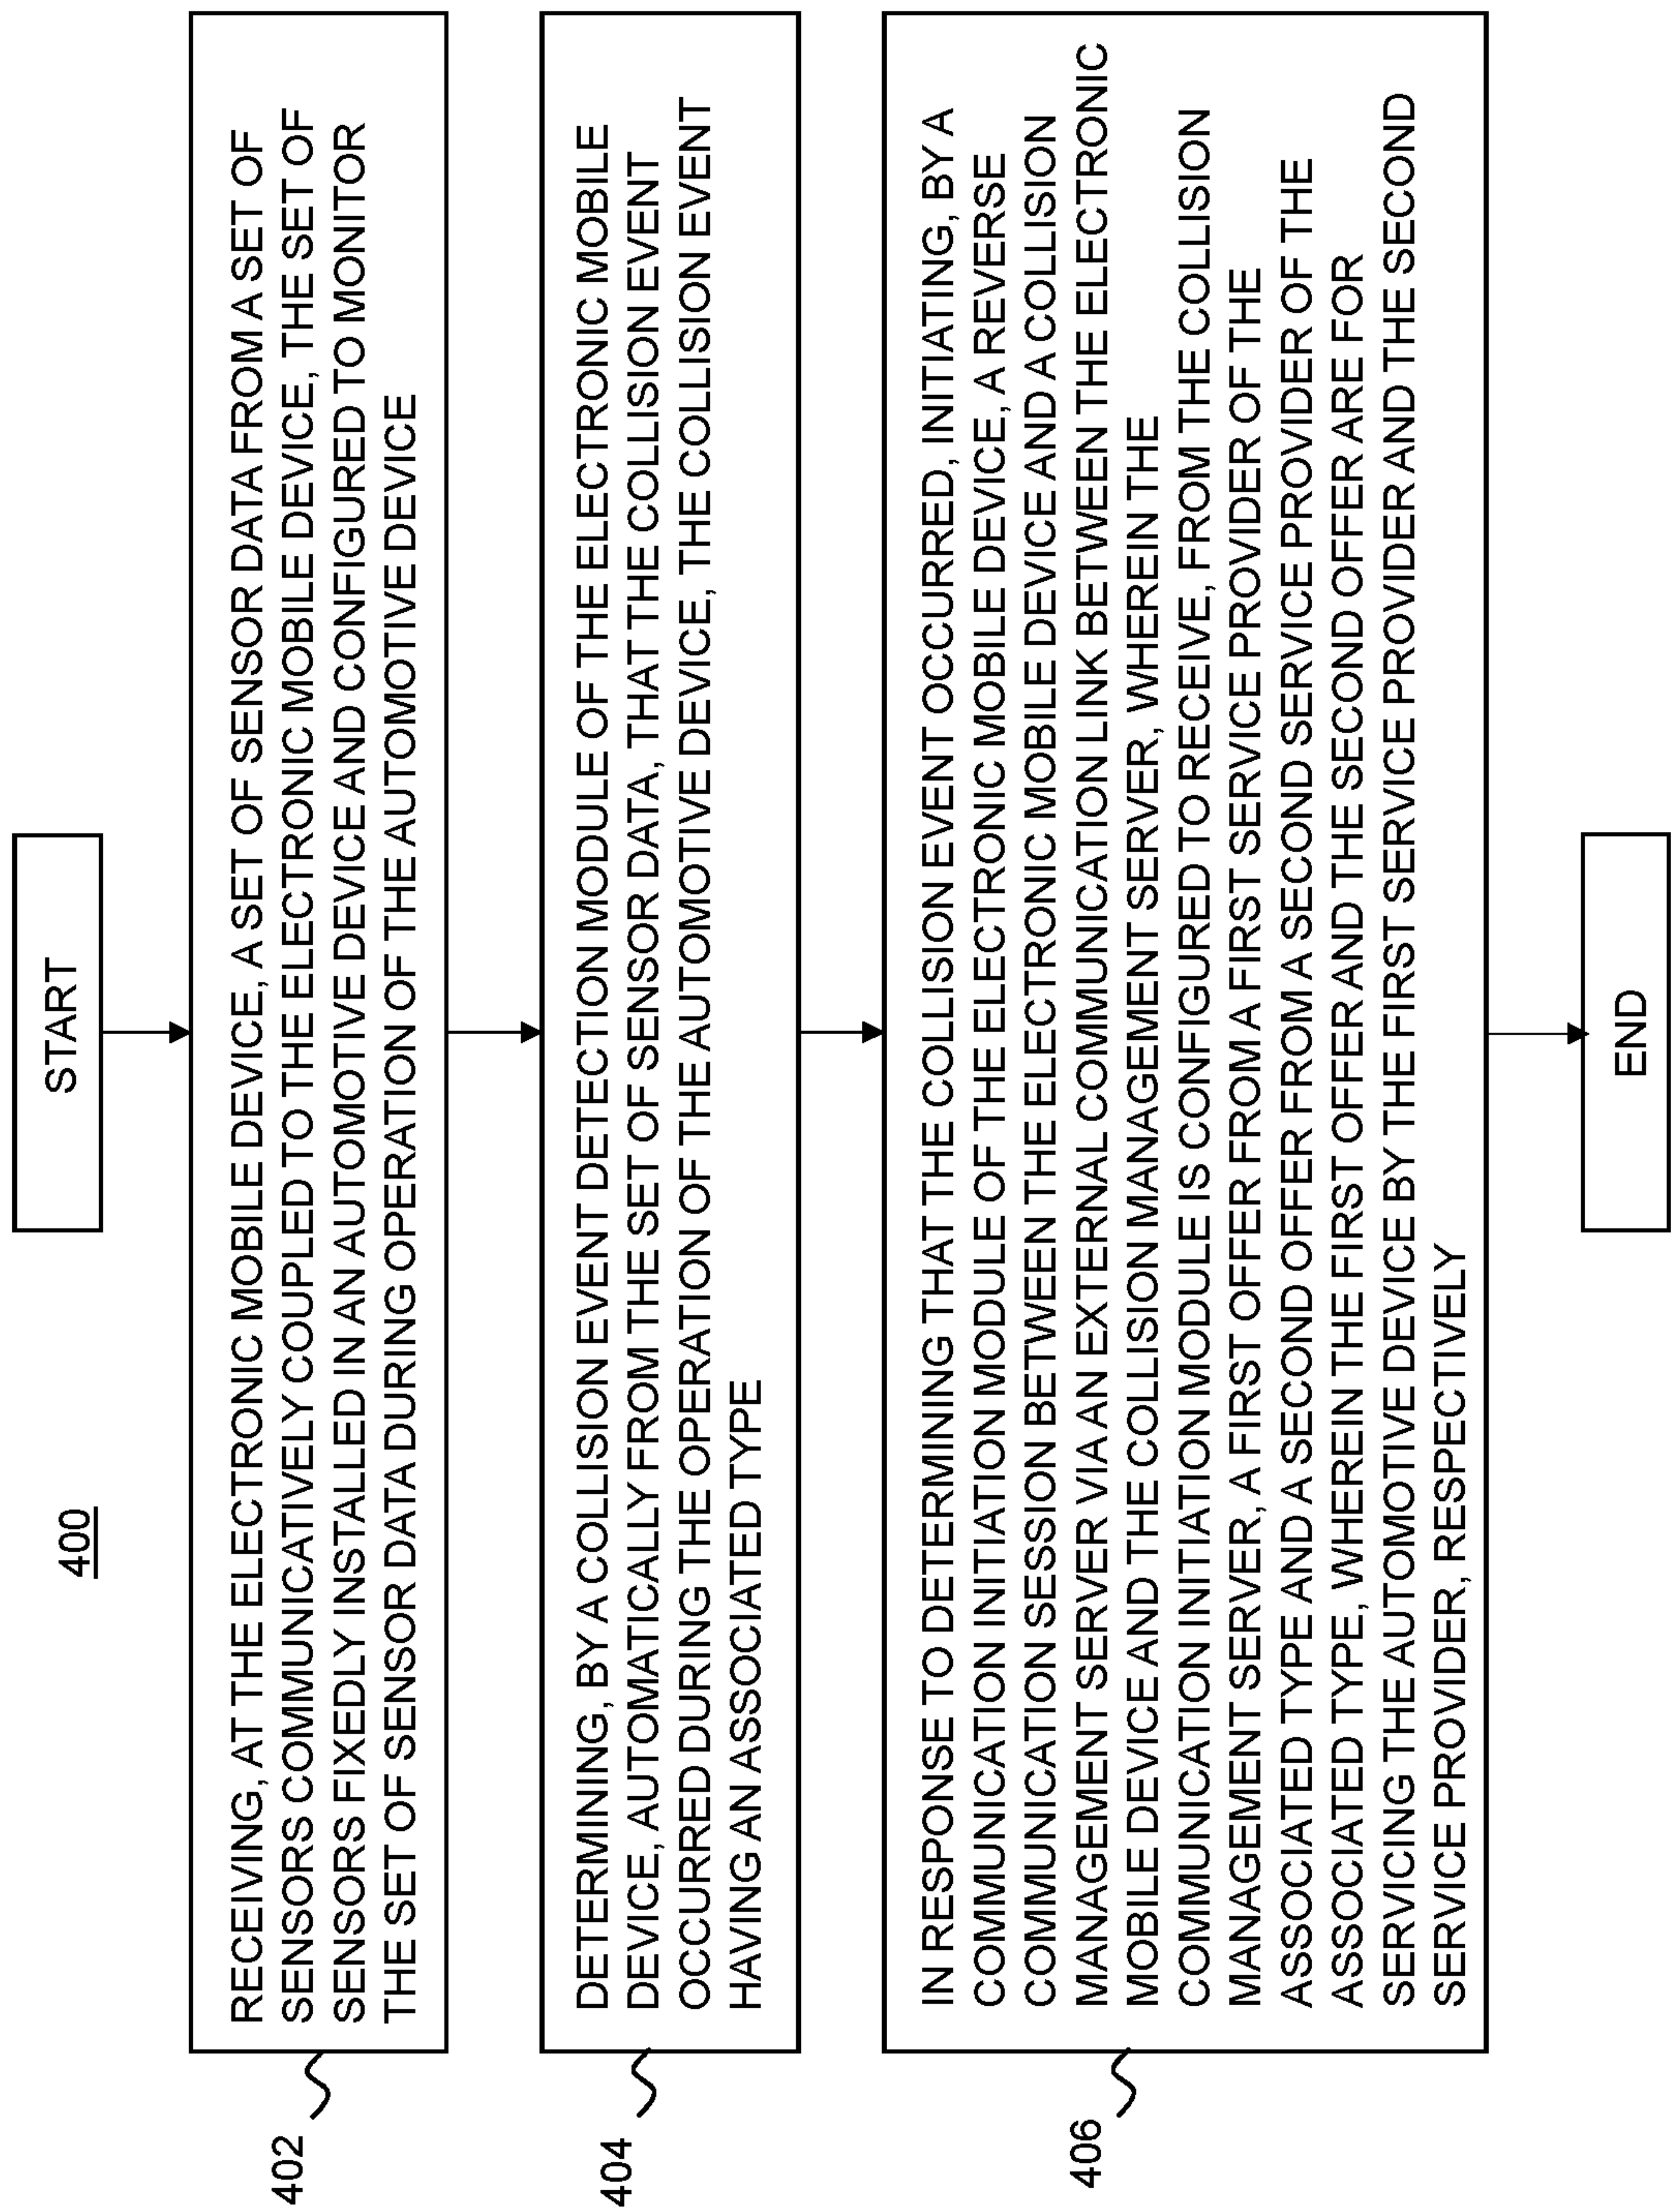 400
START
402
RECEIVING, AT THE ELECTRONIC MOBILE DEVICE, A SET OF SENSOR DATA FROM A SET OF
SENSORS COMMUNICATIVELY COUPLED TO THE ELECTRONIC MOBILE DEVICE, THE SET OF
SENSORS FIXEDLY INSTALLED IN AN AUTOMOTIVE DEVICE AND CONFIGURED TO MONITOR
THE SET OF SENSOR DATA DURING OPERATION OF THE AUTOMOTIVE DEVICE
404
DETERMINING, BY A COLLISION EVENT DETECTION MODULE OF THE ELECTRONIC MOBILE
DEVICE, AUTOMATICALLY FROM THE SET OF SENSOR DATA, THAT THE COLLISION EVENT
OCCURRED DURING THE OPERATION OF THE AUTOMOTIVE DEVICE, THE COLLISION EVENT
HAVING AN ASSOCIATED TYPE
406
IN RESPONSE TO DETERMINING THAT THE COLLISION EVENT OCCURRED, INITIATING, BY A
COMMUNICATION INITIATION MODULE OF THE ELECTRONIC MOBILE DEVICE, A REVERSE
COMMUNICATION SESSION BETWEEN THE ELECTRONIC MOBILE DEVICE AND A COLLISION
MANAGEMENT SERVER VIA AN EXTERNAL COMMUNICATION LINK BETWEEN THE ELECTRONIC
MOBILE DEVICE AND THE COLLISION MANAGEMENT SERVER, WHEREIN THE
COMMUNICATION INITIATION MODULE IS CONFIGURED TO RECEIVE, FROM THE COLLISION
MANAGEMENT SERVER, A FIRST OFFER FROM A FIRST SERVICE PROVIDER OF THE
ASSOCIATED TYPE AND A SECOND OFFER FROM A SECOND SERVICE PROVIDER OF THE
ASSOCIATED TYPE, WHEREIN THE FIRST OFFER AND THE SECOND OFFER ARE FOR
SERVICING THE AUTOMOTIVE DEVICE BY THE FIRST SERVICE PROVIDER AND THE SECOND
SERVICE PROVIDER, RESPECTIVELY
END